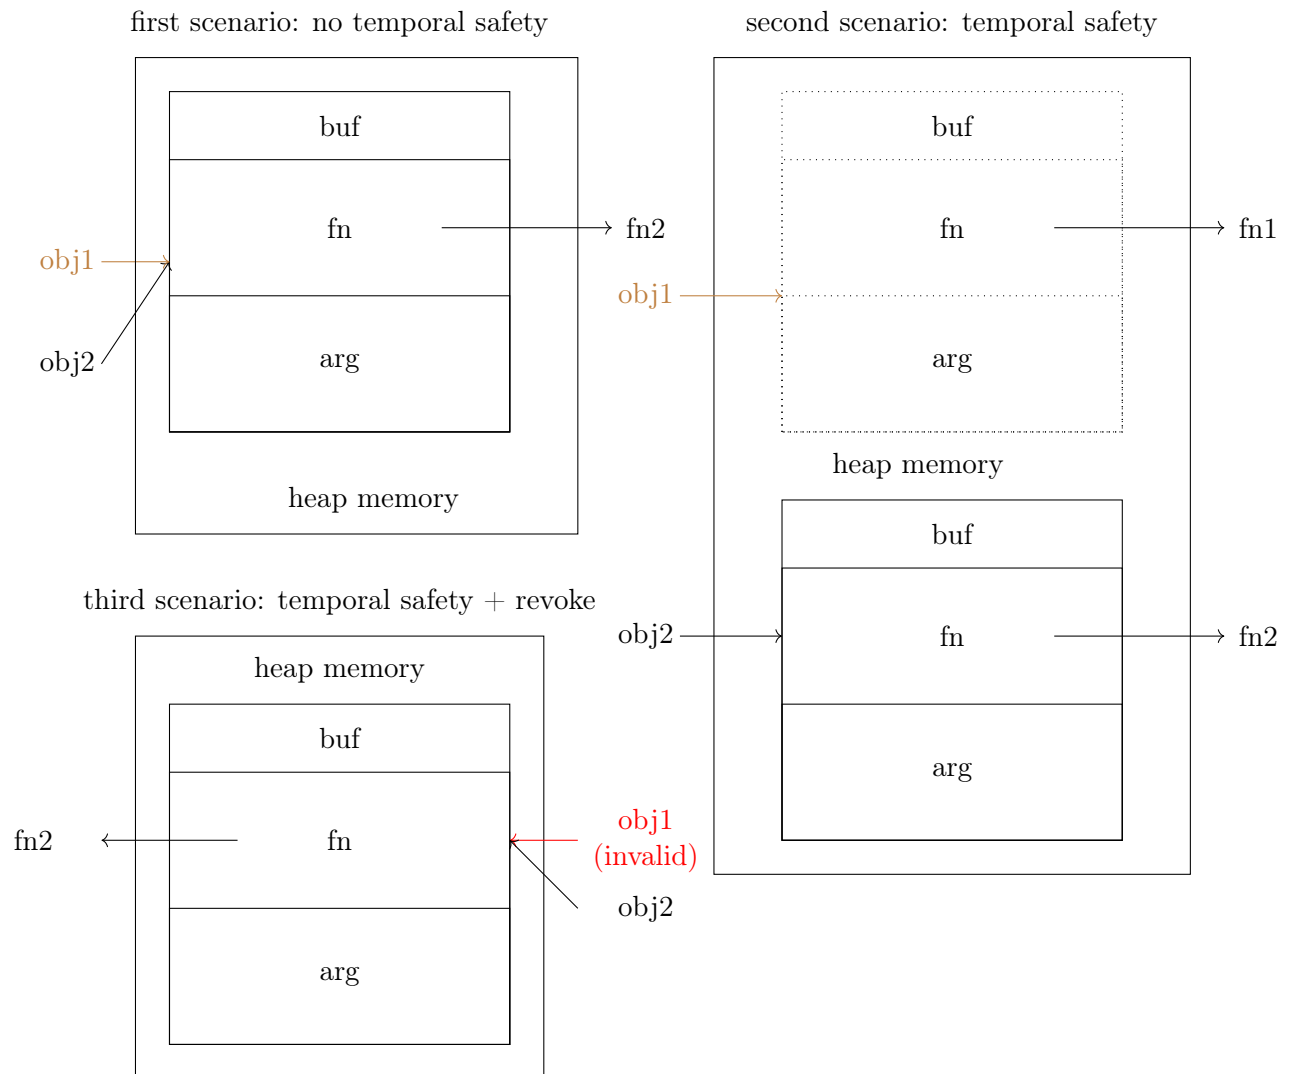 first scenario: no temporal safety
buf
fn
fn2
obj1
obj2
arg
heap memory
second scenario: temporal safety
buf
fn
fn1
obj1
arg
heap memory
buf
obj2
fn
fn2
arg
third scenario: temporal safety + revoke
heap memory
buf
fn2
fn
obj1
(invalid)
obj2
arg